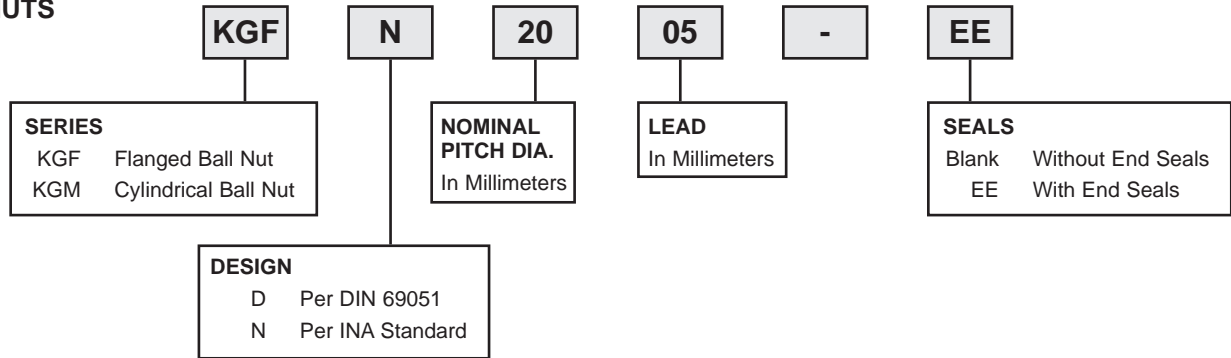 UTS
KGF N 20 05 - EE
SERIES
KGF Flanged Ball Nut
KGM Cylindrical Ball Nut
NOMINAL
PITCH DIA.
In Millimeters
LEAD
In Millimeters
SEALS
Blank Without End Seals
EE With End Seals
DESIGN
D Per DIN 69051
N Per INA Standard